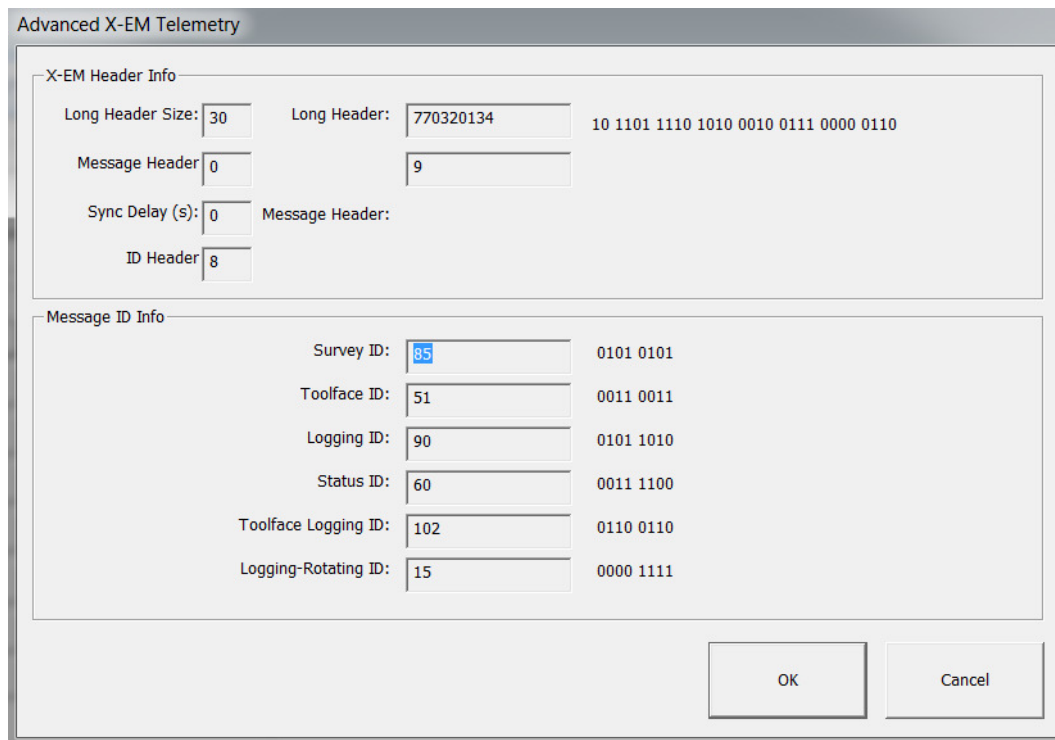 Advanced X-EM Telemetry
X-EM Header Info
Long Header Size: 30 Long Header: 770320134 10 1101 1110 1010 0010 0111 0000 0110
Message Header 0 9
Sync Delay (s): 0 Message Header:
ID Header 8
Message ID Info
Survey ID: 85 0101 0101
Toolface ID: 51 0011 0011
Logging ID: 90 0101 1010
Status ID: 60 0011 1100
Toolface Logging ID: 102 0110 0110
Logging-Rotating ID: 15 0000 1111
OK Cancel